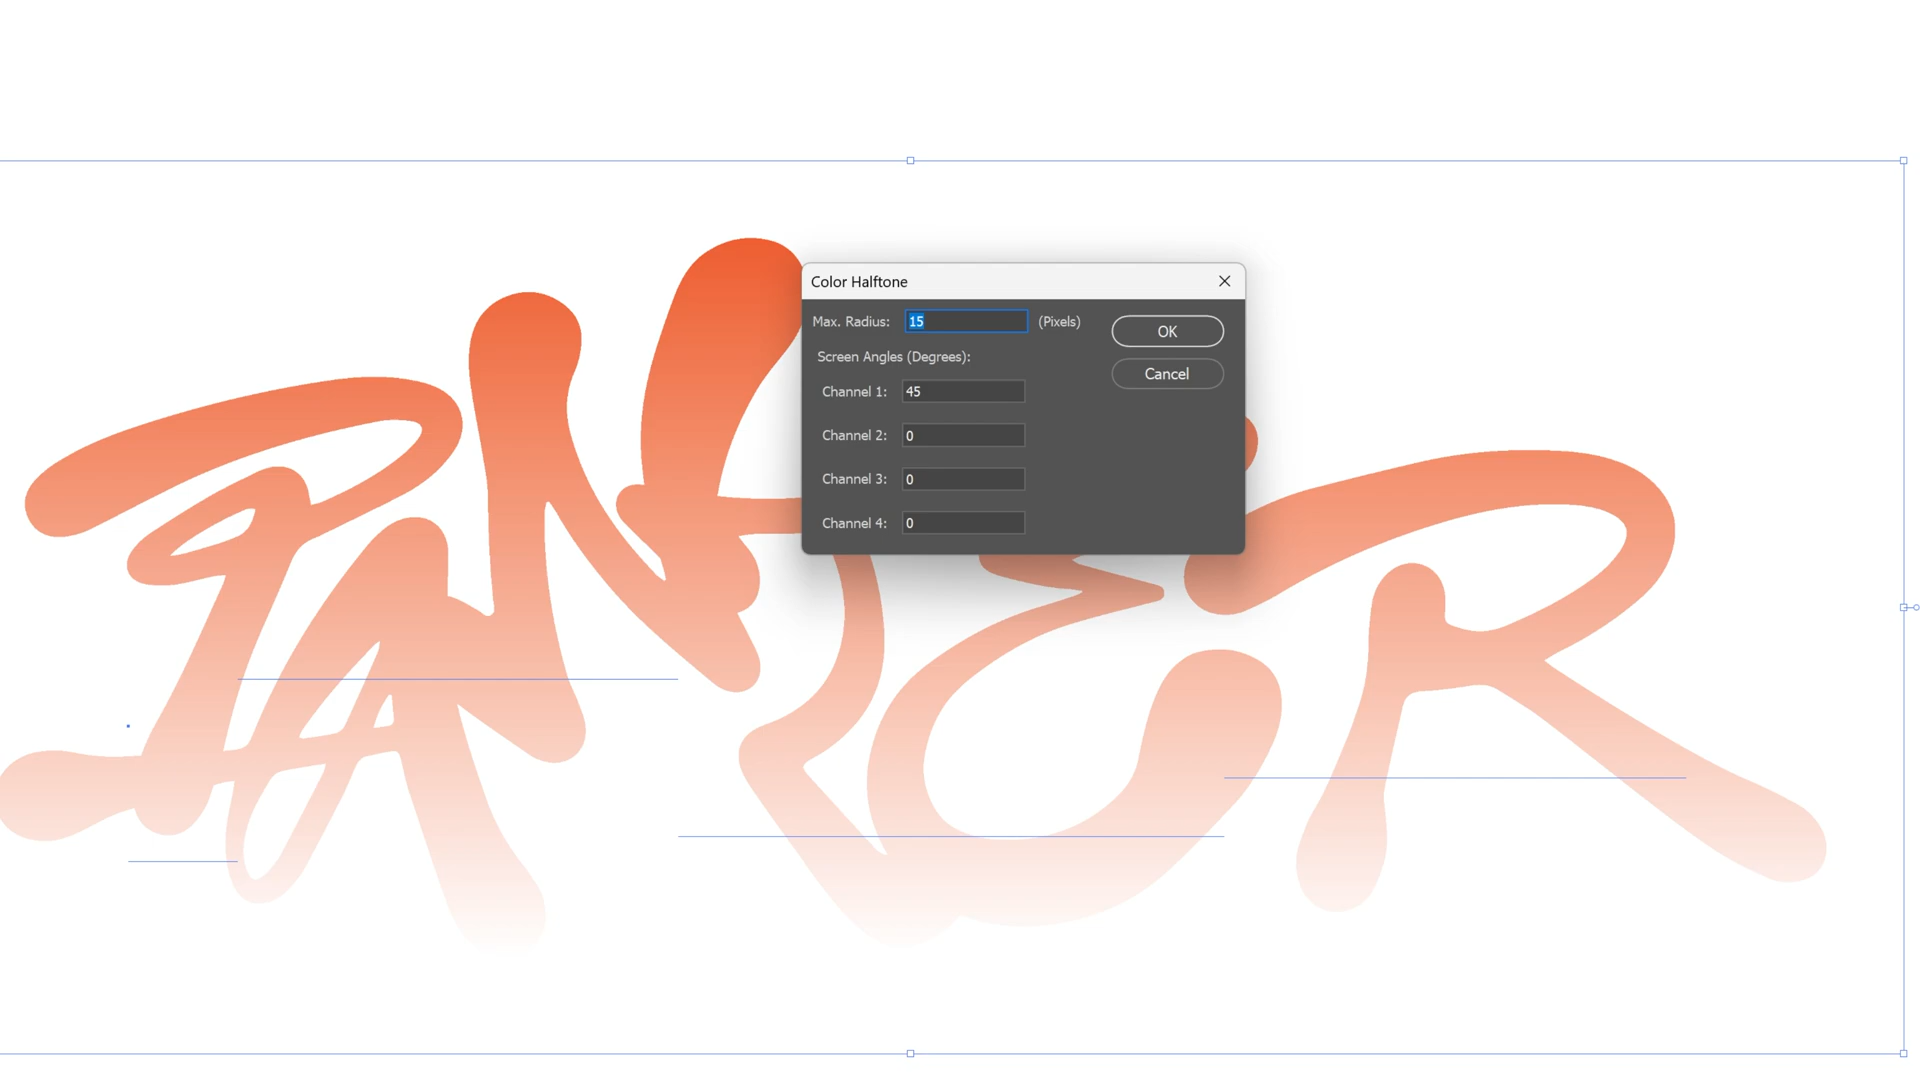 Color Halftone
Max. Radius: 15 (Pixels)
OK
Screen Angles (Degrees):
Cancel
Channel 1: 45
Channel 2: 0
Channel 3: 0
Channel 4: 0